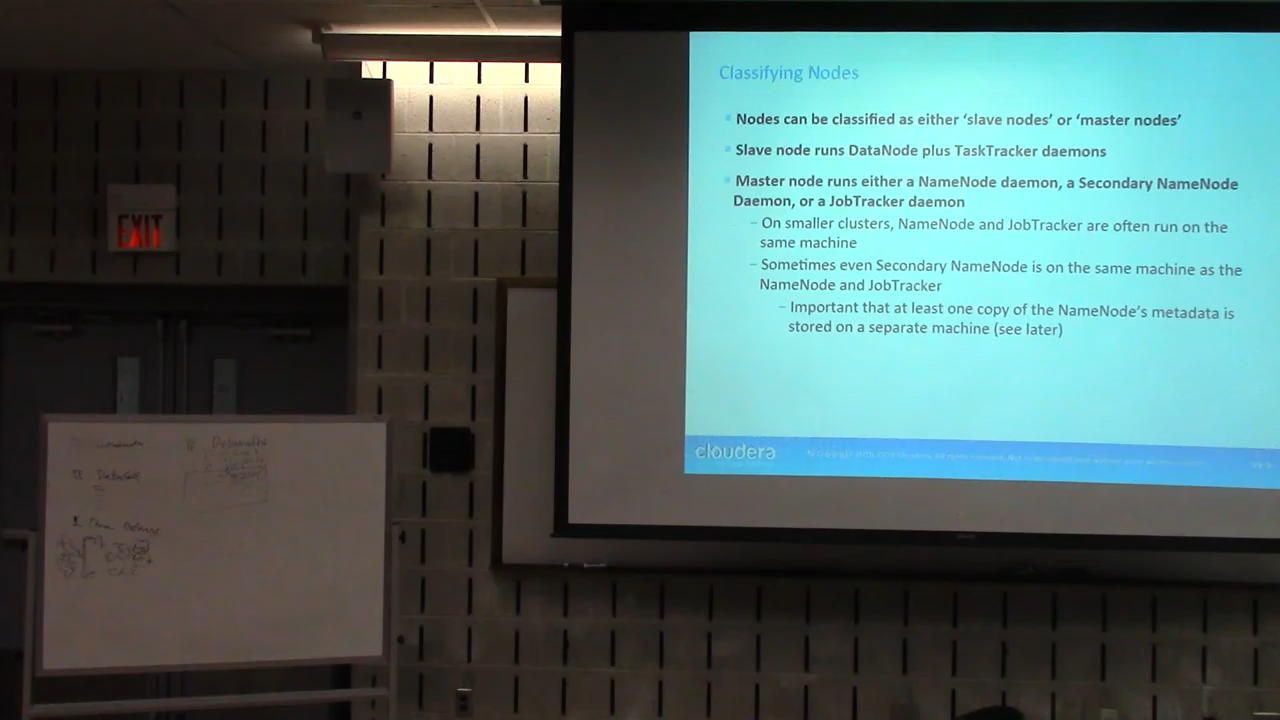 EXIT
Classifying Nodes
Nodes can be classified as either ‘slave nodes’ or ‘master nodes’
Slave node runs DataNode plus TaskTracker daemons
Master node runs either a NameNode daemon, a Secondary NameNode
Daemon, or a JobTracker daemon
– On smaller clusters, NameNode and JobTracker are often run on the
same machine
– Sometimes even Secondary NameNode is on the same machine as the
NameNode and JobTracker
– Important that at least one copy of the NameNode’s metadata is
stored on a separate machine (see later)
cloudera